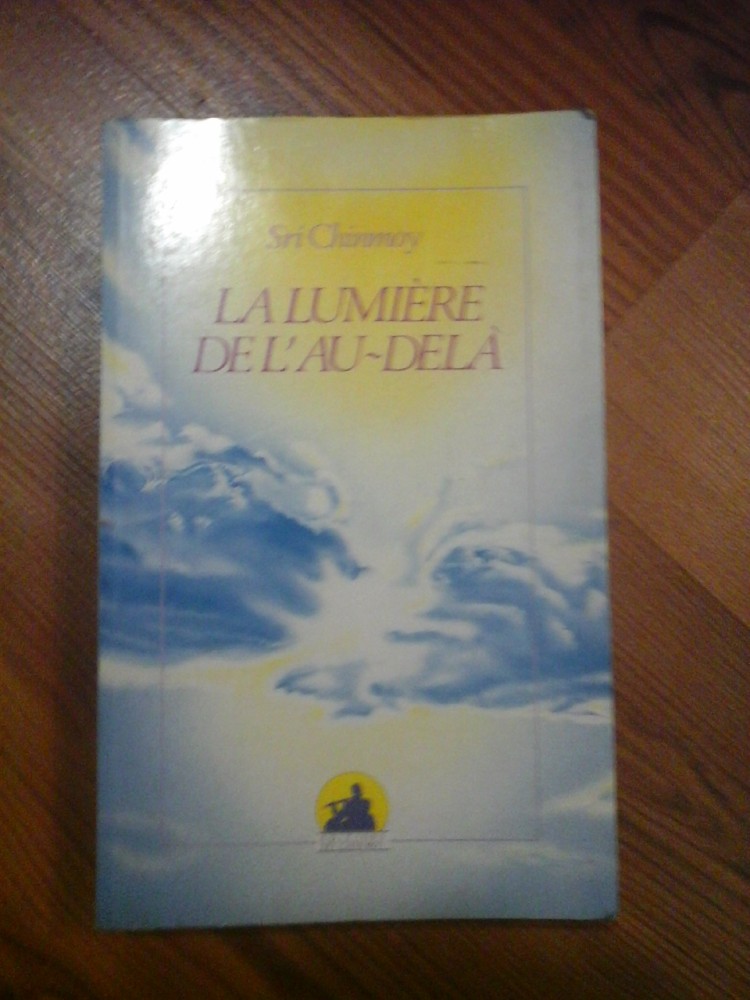 Sri Chinmoy
LA LUMIÈRE
DE L'AU~DELÀ